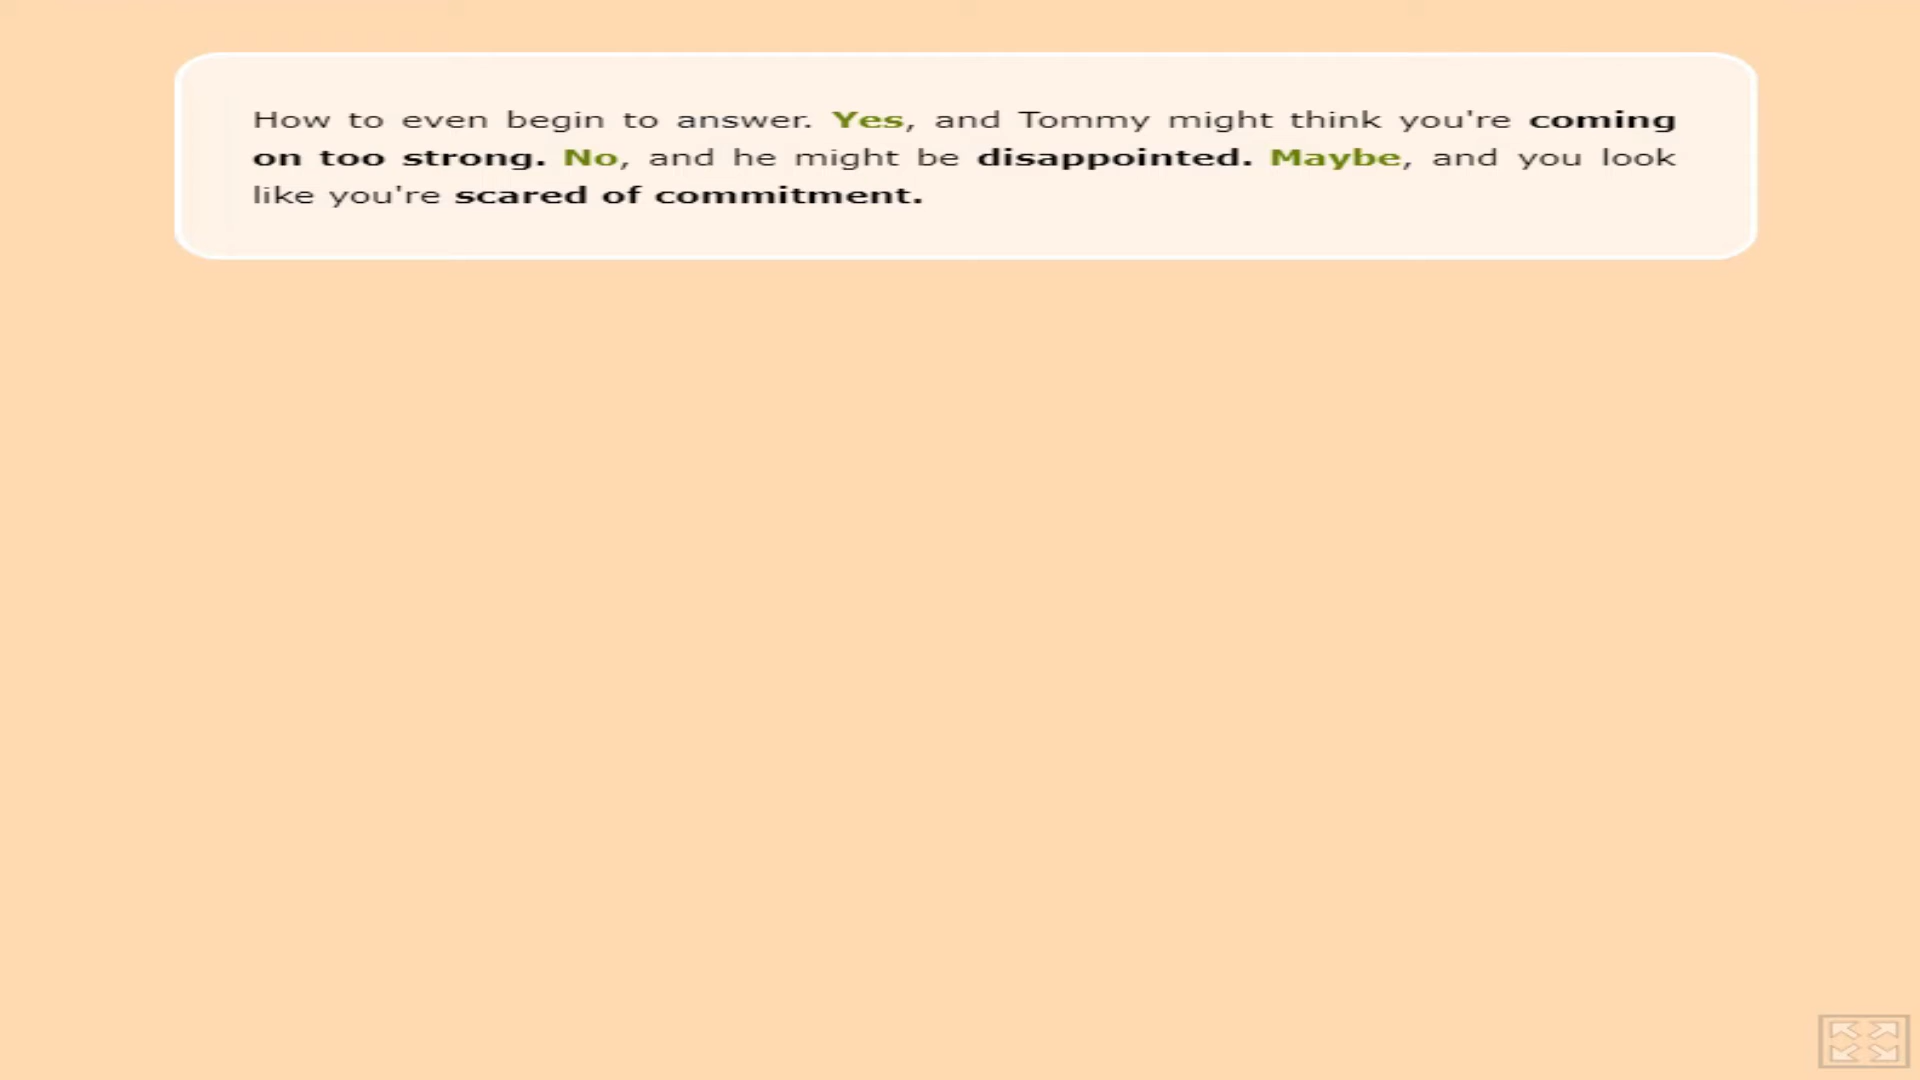 How to even begin to answer. Yes, and Tommy might think you're coming
on too strong. No, and he might be disappointed. Maybe, and you look
like you're scared of commitment.